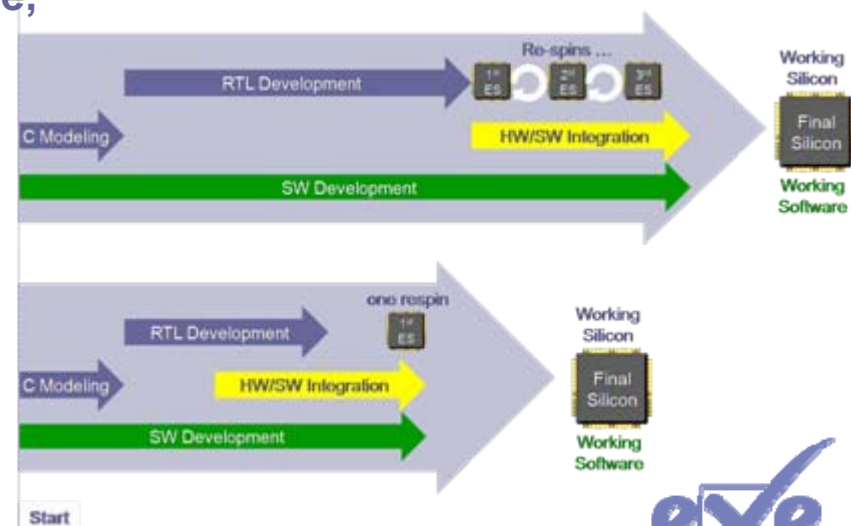 e,
Re-spins ...
Working
Silicon
RTL Development
1st
ES
2nd
ES
3rd
ES
C Modeling
HW/SW Integration
Final
Silicon
SW Development
Working
Software
one respin
1st
ES
Working
Silicon
RTL Development
C Modeling
HW/SW Integration
Final
Silicon
SW Development
Working
Software
Start
eve